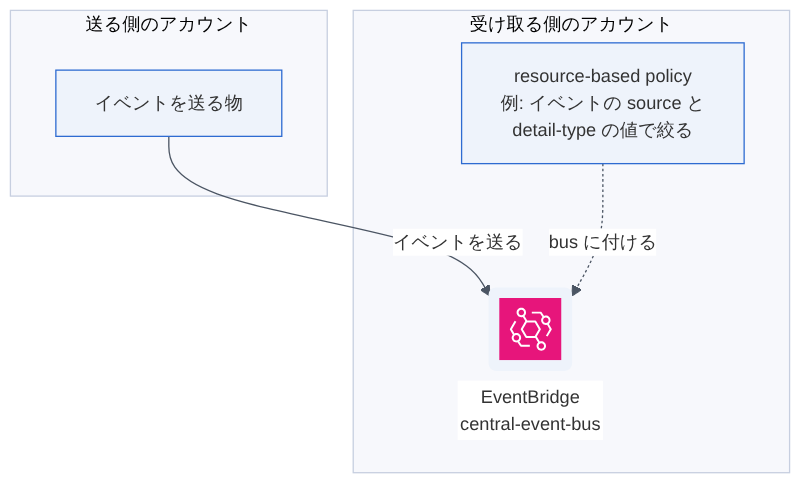 送る側のアカウント
イベントを送る物
受け取る側のアカウント
resource-based policy
例: イベントの source と
detail-type の値で絞る
イベントを送る
bus に付ける
EventBridge
central-event-bus